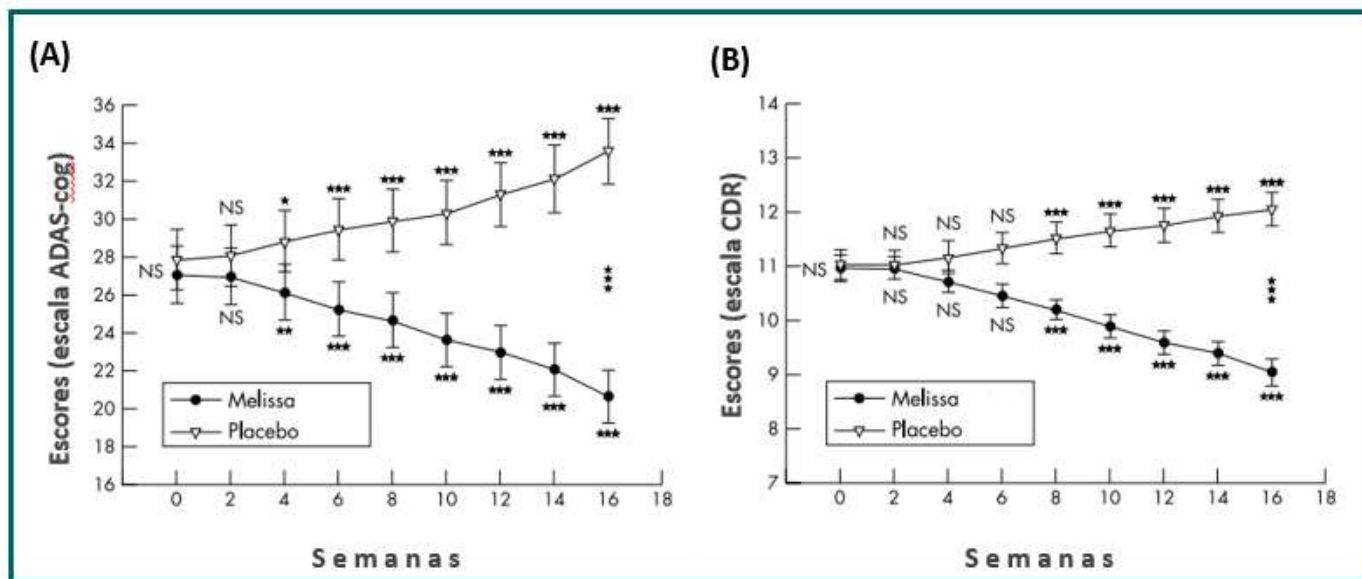 (A)
Escores (escala ADAS-cog)
36
34
32
30
28
26
24
22
20
18
16
NS
NS
NS
★
★★★
★★★
★★★
★★★
★★★
★★★
★★
★★★
★★★
★★★
★★★
★★★
★★★
★★★
Melissa
Placebo
0 2 4 6 8 10 12 14 16 18
Semanas
(B)
Escores (escala CDR)
14
13
12
11
10
9
8
7
NS
NS NS NS
NS NS NS
★★★
★★★
★★★
★★★
★★★
★★★
★★★
★★★
★★★
★★★
★★★
Melissa
Placebo
0 2 4 6 8 10 12 14 16 18
Semanas